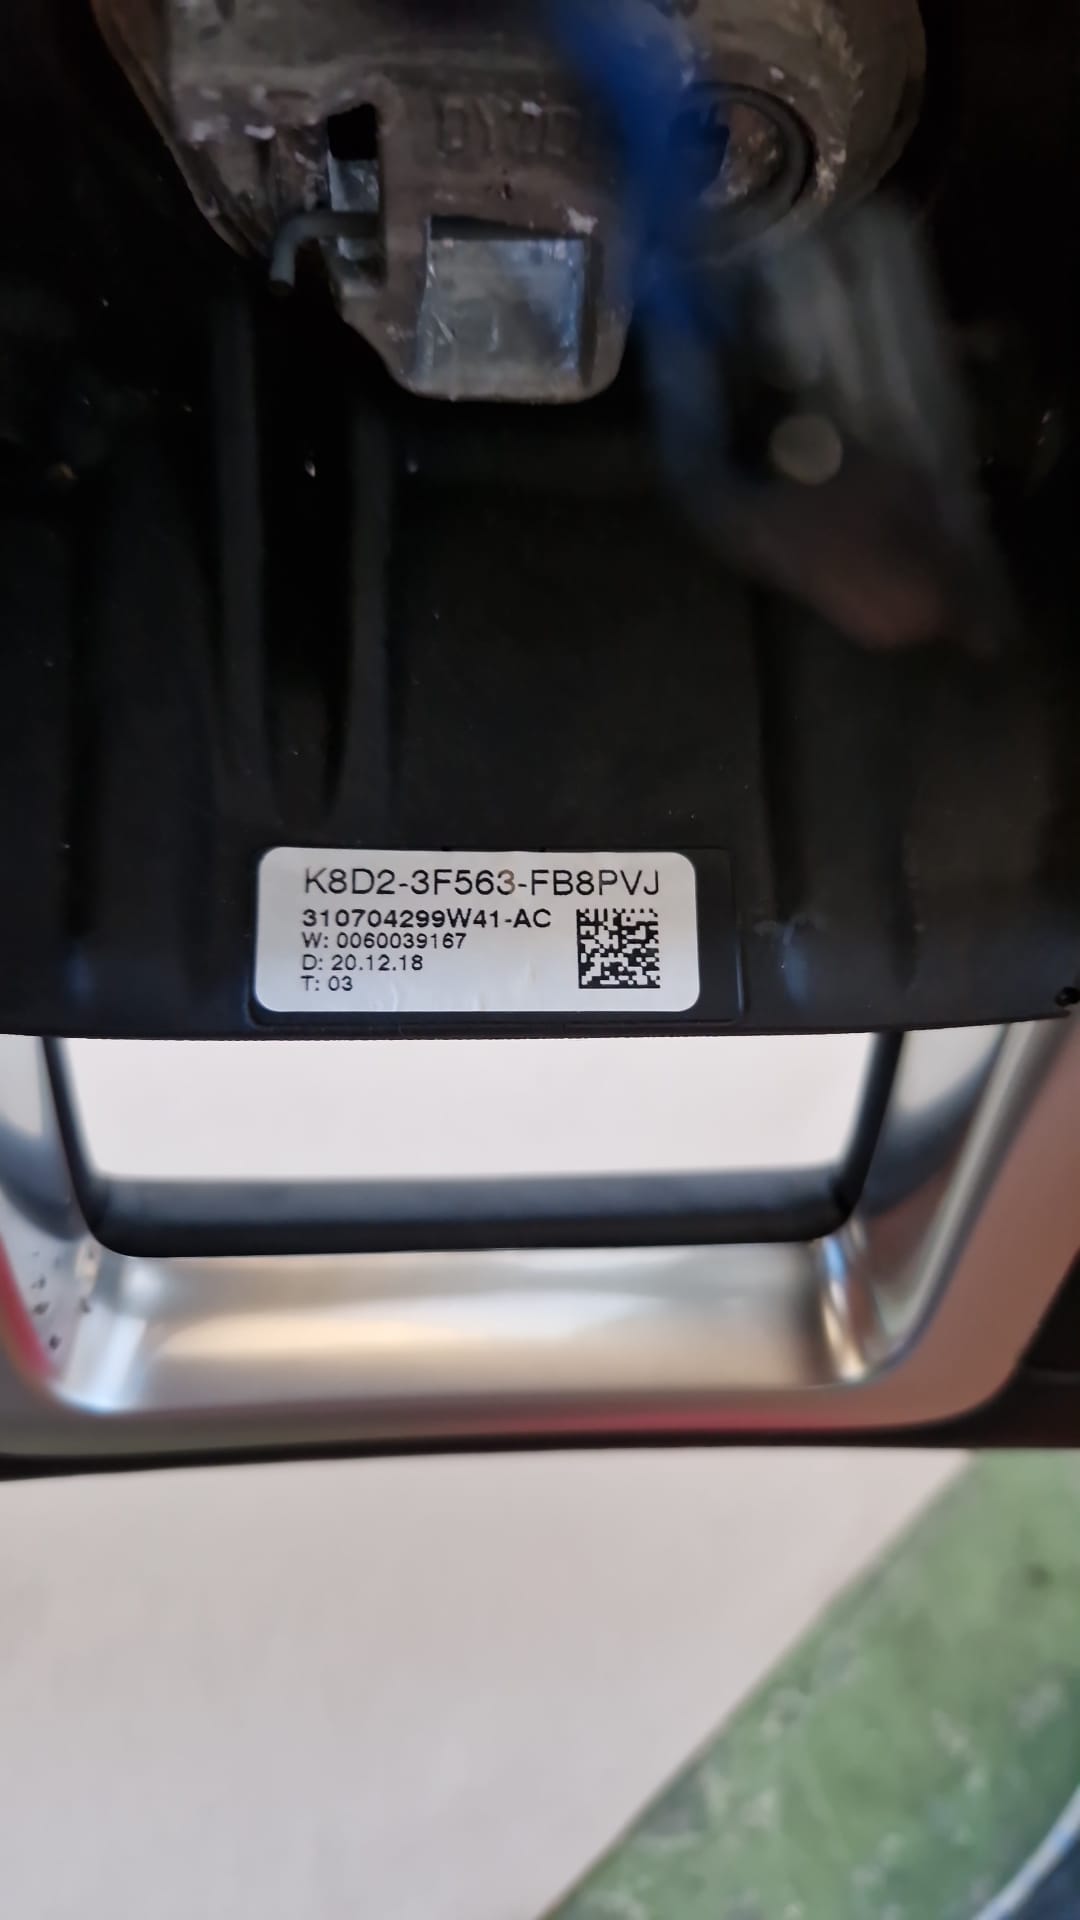 K8D2-3F563-FB8PVJ
310704299W41-AC
W: 0060039167
D: 20.12.18
T: 03